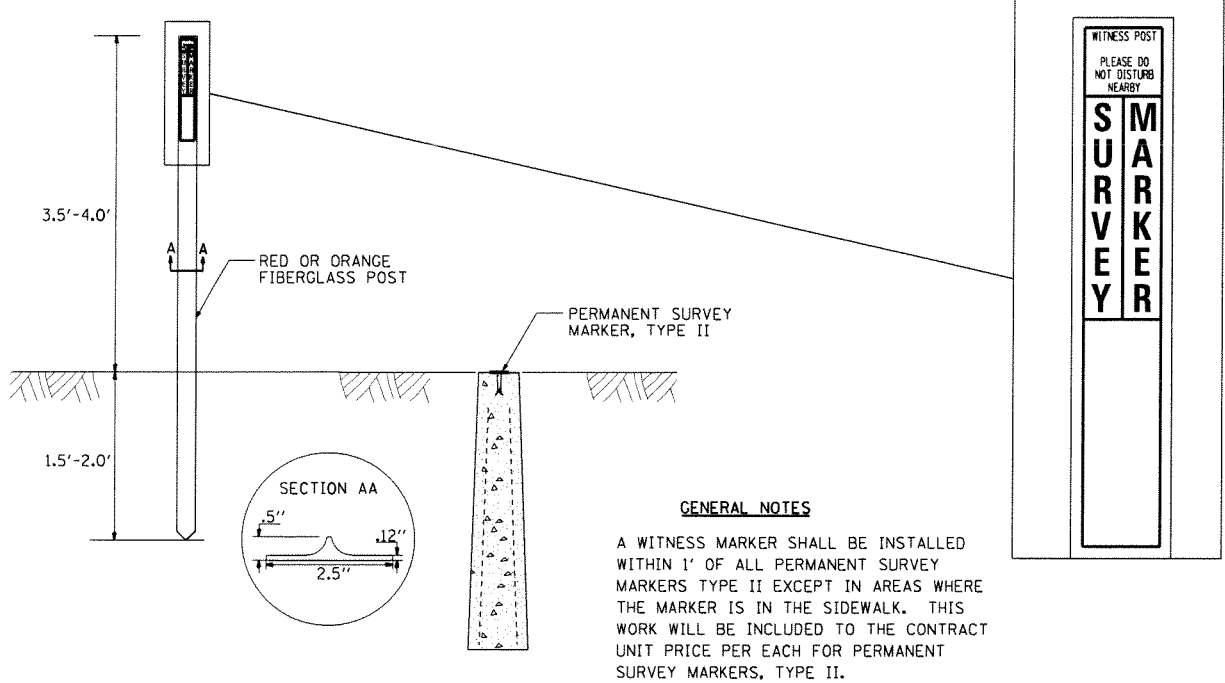 WITNESS POST
PLEASE DO
NOT DISTURB
NEARBY
SURVEY
MARKER
3.5'-4.0'
A A
RED OR ORANGE
FIBERGLASS POST
PERMANENT SURVEY
MARKER, TYPE II
1.5'-2.0'
SECTION AA
.5"
.12"
2.5"
GENERAL NOTES
A WITNESS MARKER SHALL BE INSTALLED
WITHIN 1' OF ALL PERMANENT SURVEY
MARKERS TYPE II EXCEPT IN AREAS WHERE
THE MARKER IS IN THE SIDEWALK. THIS
WORK WILL BE INCLUDED TO THE CONTRACT
UNIT PRICE PER EACH FOR PERMANENT
SURVEY MARKERS, TYPE II.